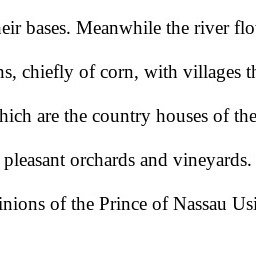 eir bases. Meanwhile the river flo
s, chiefly of corn, with villages th
hich are the country houses of the
pleasant orchards and vineyards.
inions of the Prince of Nassau Usi